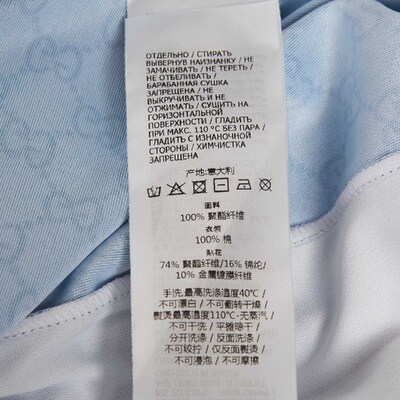 ОТДЕЛЬНО / СТИРАТЬ
ВЫВЕРНУВ НАИЗНАНКУ / НЕ
ЗАМАЧИВАТЬ / НЕ ТЕРЕТЬ /
НЕ ОТБЕЛИВАТЬ /
БАРАБАННАЯ СУШКА
ЗАПРЕЩЕНА / НЕ
ВЫКРУЧИВАТЬ И НЕ
ОТЖИМАТЬ / СУШИТЬ НА
ГОРИЗОНТАЛЬНОЙ
ПОВЕРХНОСТИ / ГЛАДИТЬ
ПРИ МАКС. 110 °C БЕЗ ПАРА /
ГЛАДИТЬ С ИЗНАНОЧНОЙ
СТОРОНЫ / ХИМЧИСТКА
ЗАПРЕЩЕНА
产地:意大利
面料
100% 聚酯纤维
衣领
100% 棉
贴花
74% 聚酯纤维/16% 锦纶/
10% 金属镀膜纤维
手洗,最高洗涤温度40℃/
不可漂白 / 不可翻转干燥 /
熨烫最高温度110℃-无蒸汽 /
不可干洗 / 平摊晾干 /
分开洗涤 / 反面洗涤 /
不可绞拧 / 仅反面熨烫 /
不可浸泡 / 不可摩擦